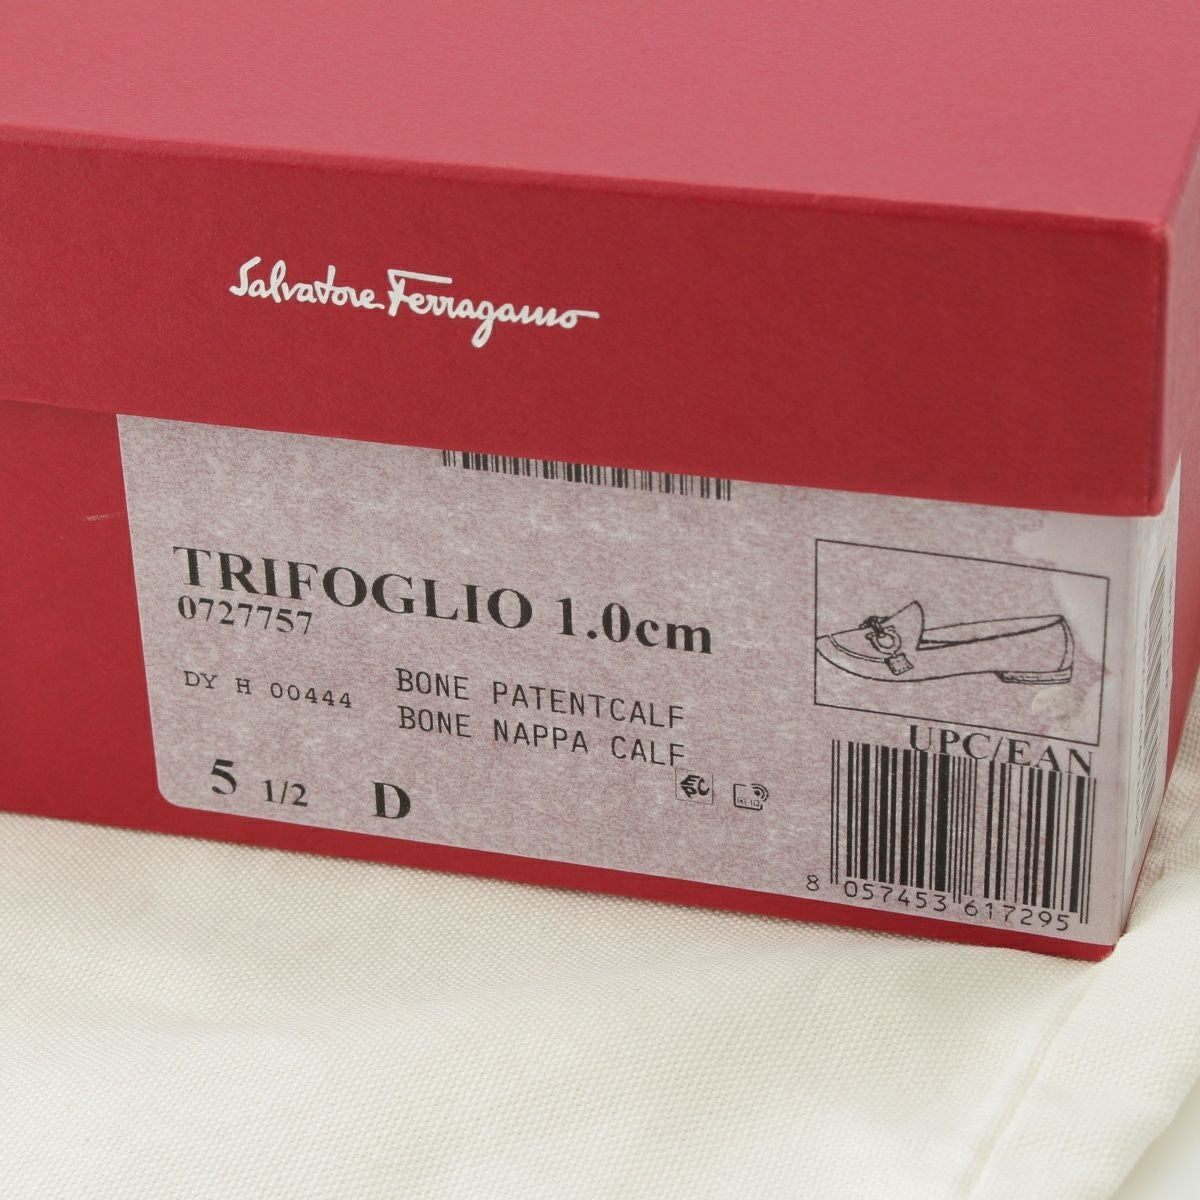 Salvatore Ferragamo
TRIFOGLIO 1.0cm
0727757
DY H 00444
BONE PATENTCALF
BONE NAPPA CALF
5 1/2 D
UPC/EAN
8 057453 617295